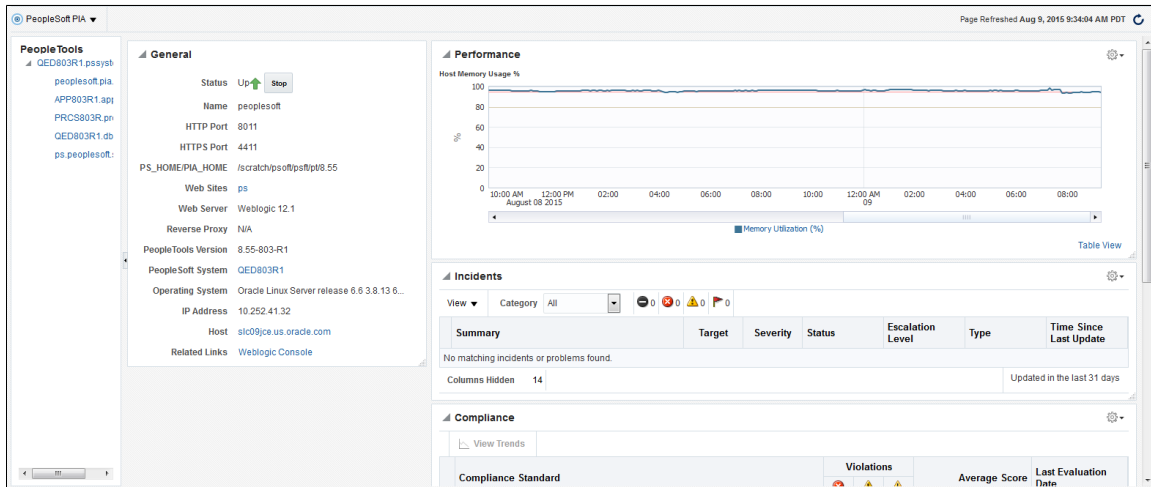 PeopleSoft PIA
Page Refreshed Aug 9, 2015 9:34:04 AM PDT
PeopleTools
QED803R1.pssyst
peoplesoft.pia.
APP803R1.app
PRCS803R.pr
QED803R1.db
ps.peoplesoft.
General
Status Up Stop
Name peoplesoft
HTTP Port 8011
HTTPS Port 4411
PS_HOME/PIA_HOME /scratch/psoft/psft/pt/8.55
Web Sites ps
Web Server Weblogic 12.1
Reverse Proxy N/A
PeopleTools Version 8.55-803-R1
PeopleSoft System QED803R1
Operating System Oracle Linux Server release 6.6 3.8.13 6...
IP Address 10.252.41.32
Host slc09jce.us.oracle.com
Related Links Weblogic Console
Performance
Host Memory Usage %
100
80
60
40
20
0
%
10:00 AM 12:00 PM 02:00 04:00 06:00 08:00 10:00 12:00 AM 02:00 04:00 06:00 08:00
August 08 2015 09
Memory Utilization (%)
Table View
Incidents
View Category All 0 0 0 0
Summary Target Severity Status Escalation Level Type Time Since Last Update
No matching incidents or problems found.
Columns Hidden 14 Updated in the last 31 days
Compliance
View Trends
Compliance Standard Violations Average Score Last Evaluation Date